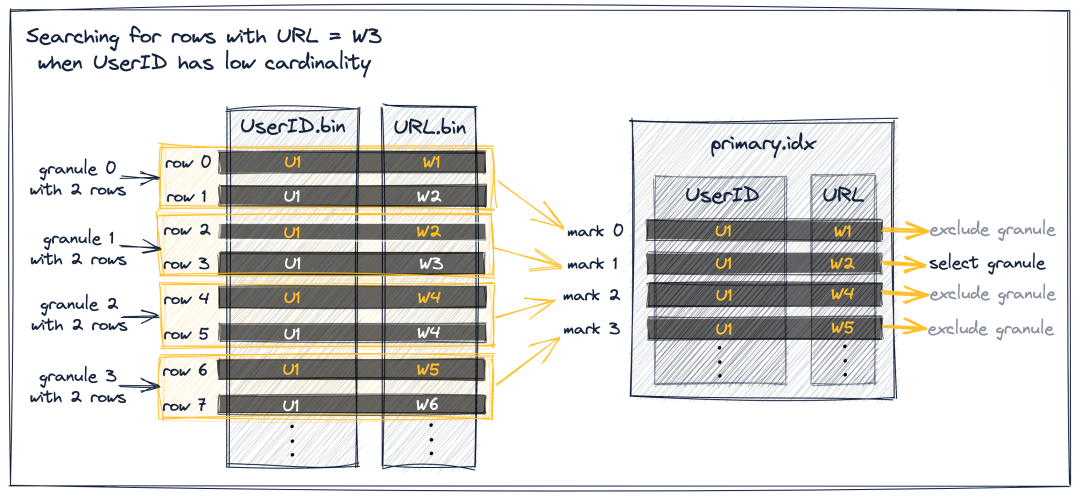 Searching for rows with URL = W3
when UserID has low cardinality
UserID.bin URL.bin
primary.idx
UserID URL
granule 0
with 2 rows
row 0 U1 W1
row 1 U1 W2
granule 1
with 2 rows
row 2 U1 W2
row 3 U1 W3
granule 2
with 2 rows
row 4 U1 W4
row 5 U1 W4
granule 3
with 2 rows
row 6 U1 W5
row 7 U1 W6
mark 0 U1 W1 exclude granule
mark 1 U1 W2 select granule
mark 2 U1 W4 exclude granule
mark 3 U1 W5 exclude granule